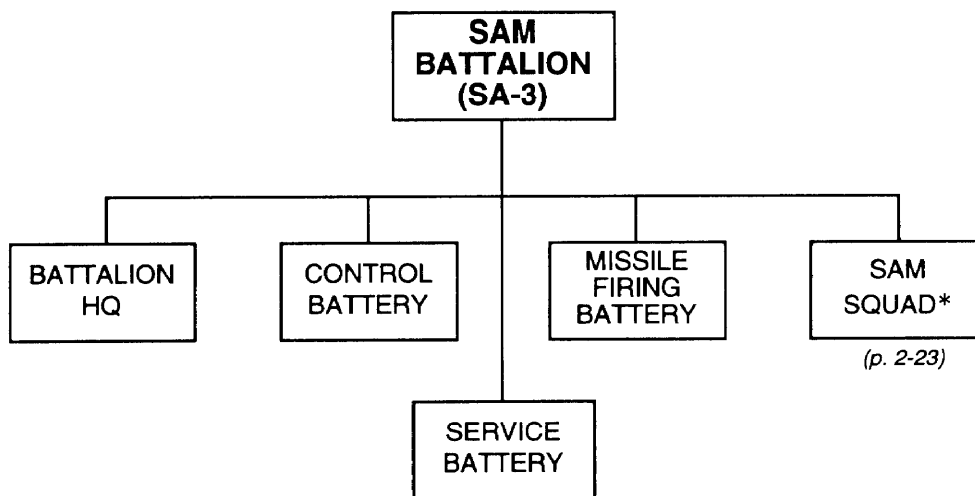 SAM
BATTALION
(SA-3)
BATTALION
HQ
CONTROL
BATTERY
MISSILE
FIRING
BATTERY
SAM
SQUAD*
(p. 2-23)
SERVICE
BATTERY